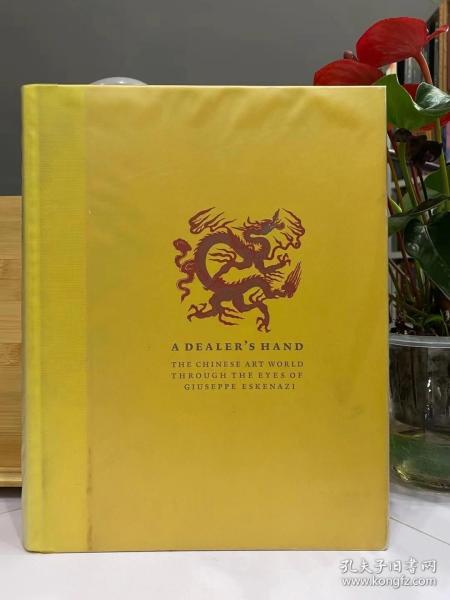 A DEALER'S HAND
THE CHINESE ART WORLD
THROUGH THE EYES OF
GIUSEPPE ESKENAZI
孔夫子旧书网
www.kongfz.com